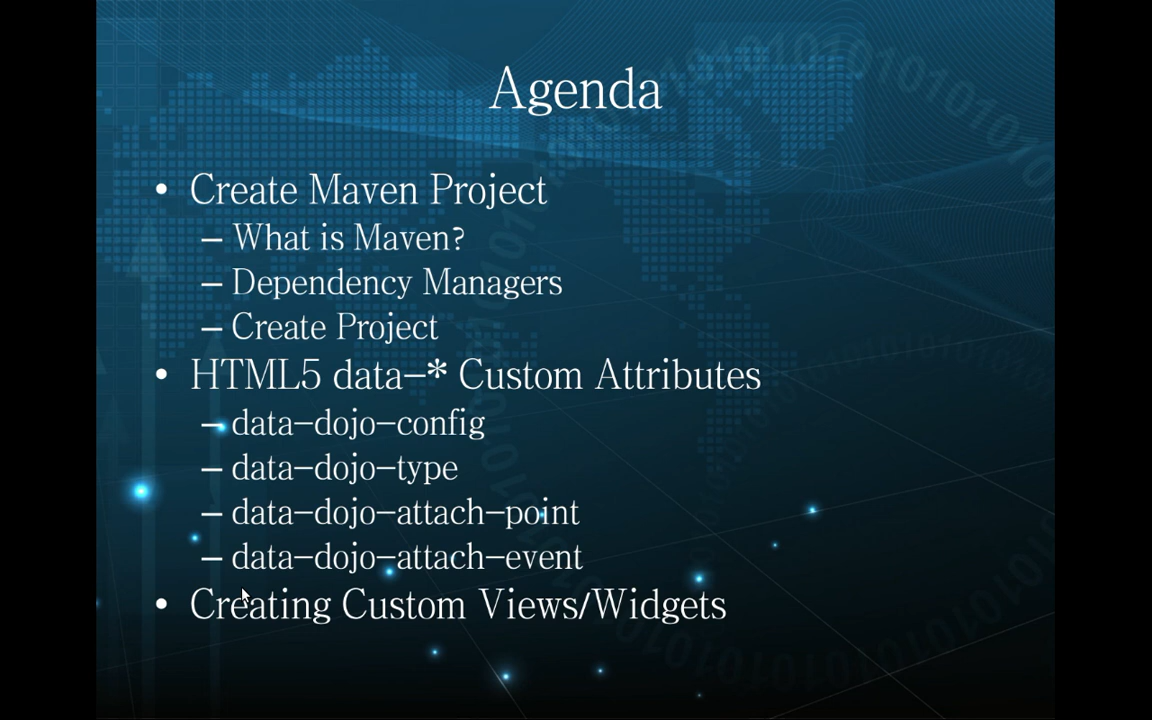 Agenda
• Create Maven Project
– What is Maven?
– Dependency Managers
– Create Project
• HTML5 data-* Custom Attributes
– data-dojo-config
– data-dojo-type
– data-dojo-attach-point
– data-dojo-attach-event
• Creating Custom Views/Widgets